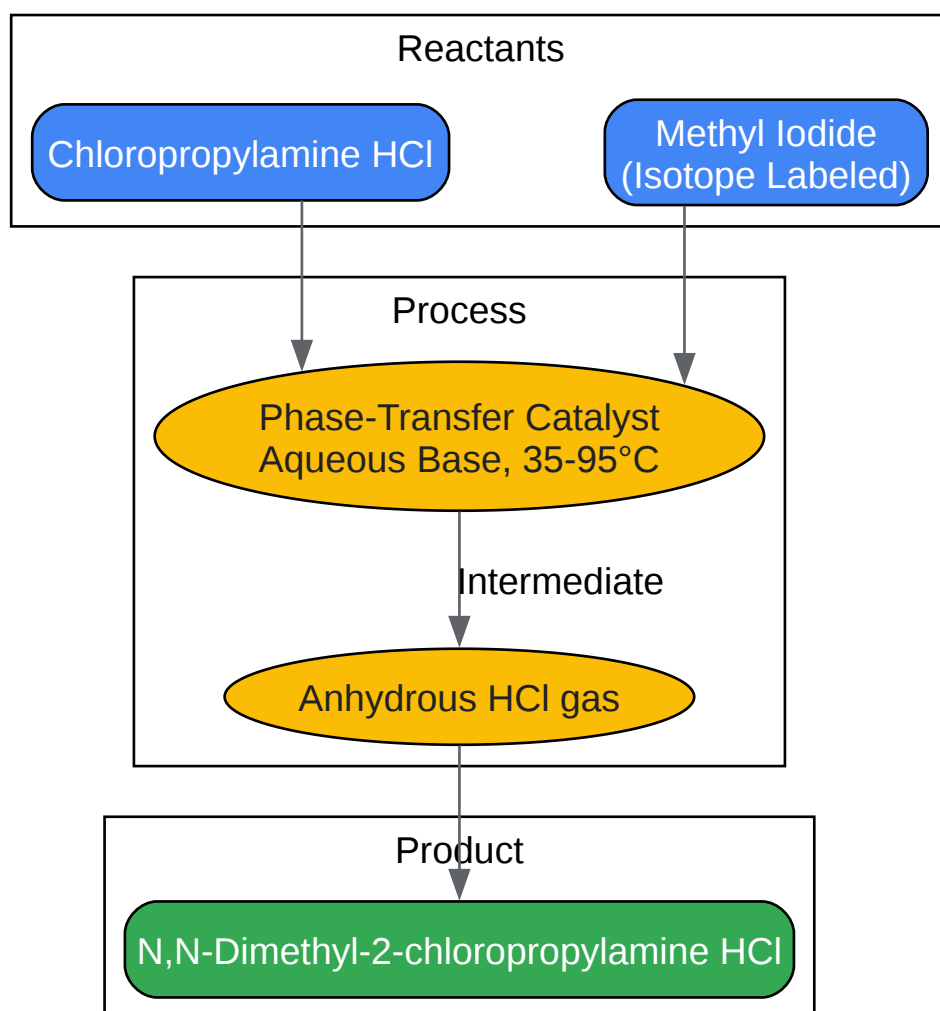 Reactants
Chloropropylamine HCl
Methyl Iodide
(Isotope Labeled)
Process
Phase-Transfer Catalyst
Aqueous Base, 35-95°C
Intermediate
Anhydrous HCl gas
Product
N,N-Dimethyl-2-chloropropylamine HCl